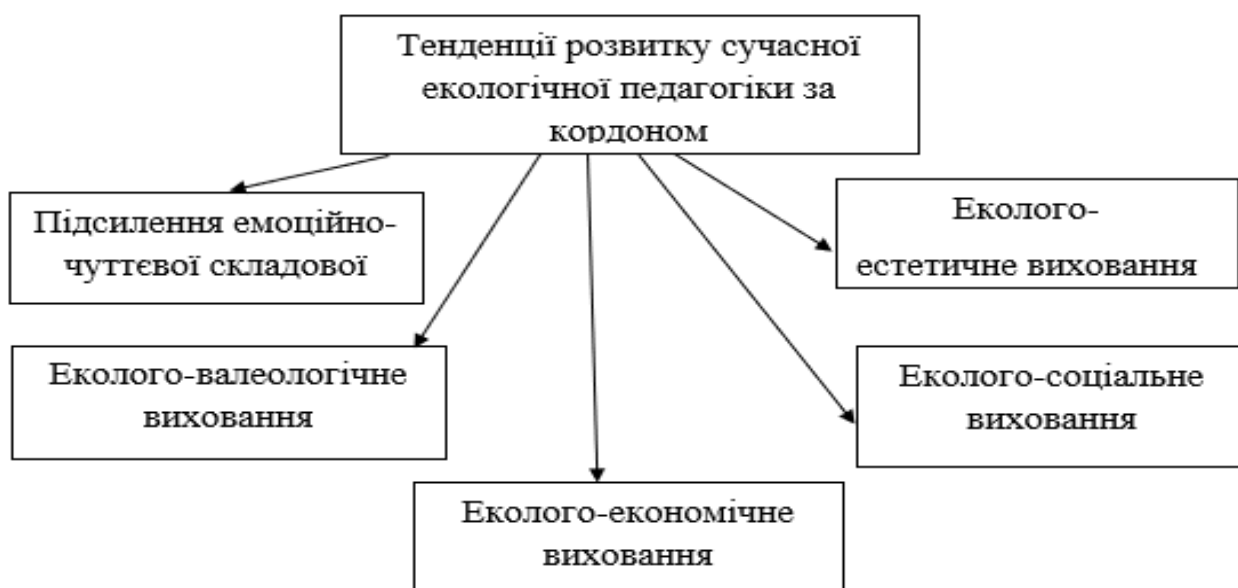 Тенденції розвитку сучасної
екологічної педагогіки за
кордоном
Підсилення емоційно-
чуттєвої складової
Еколого-
естетичне виховання
Еколого-валеологічне
виховання
Еколого-соціальне
виховання
Еколого-економічне
виховання